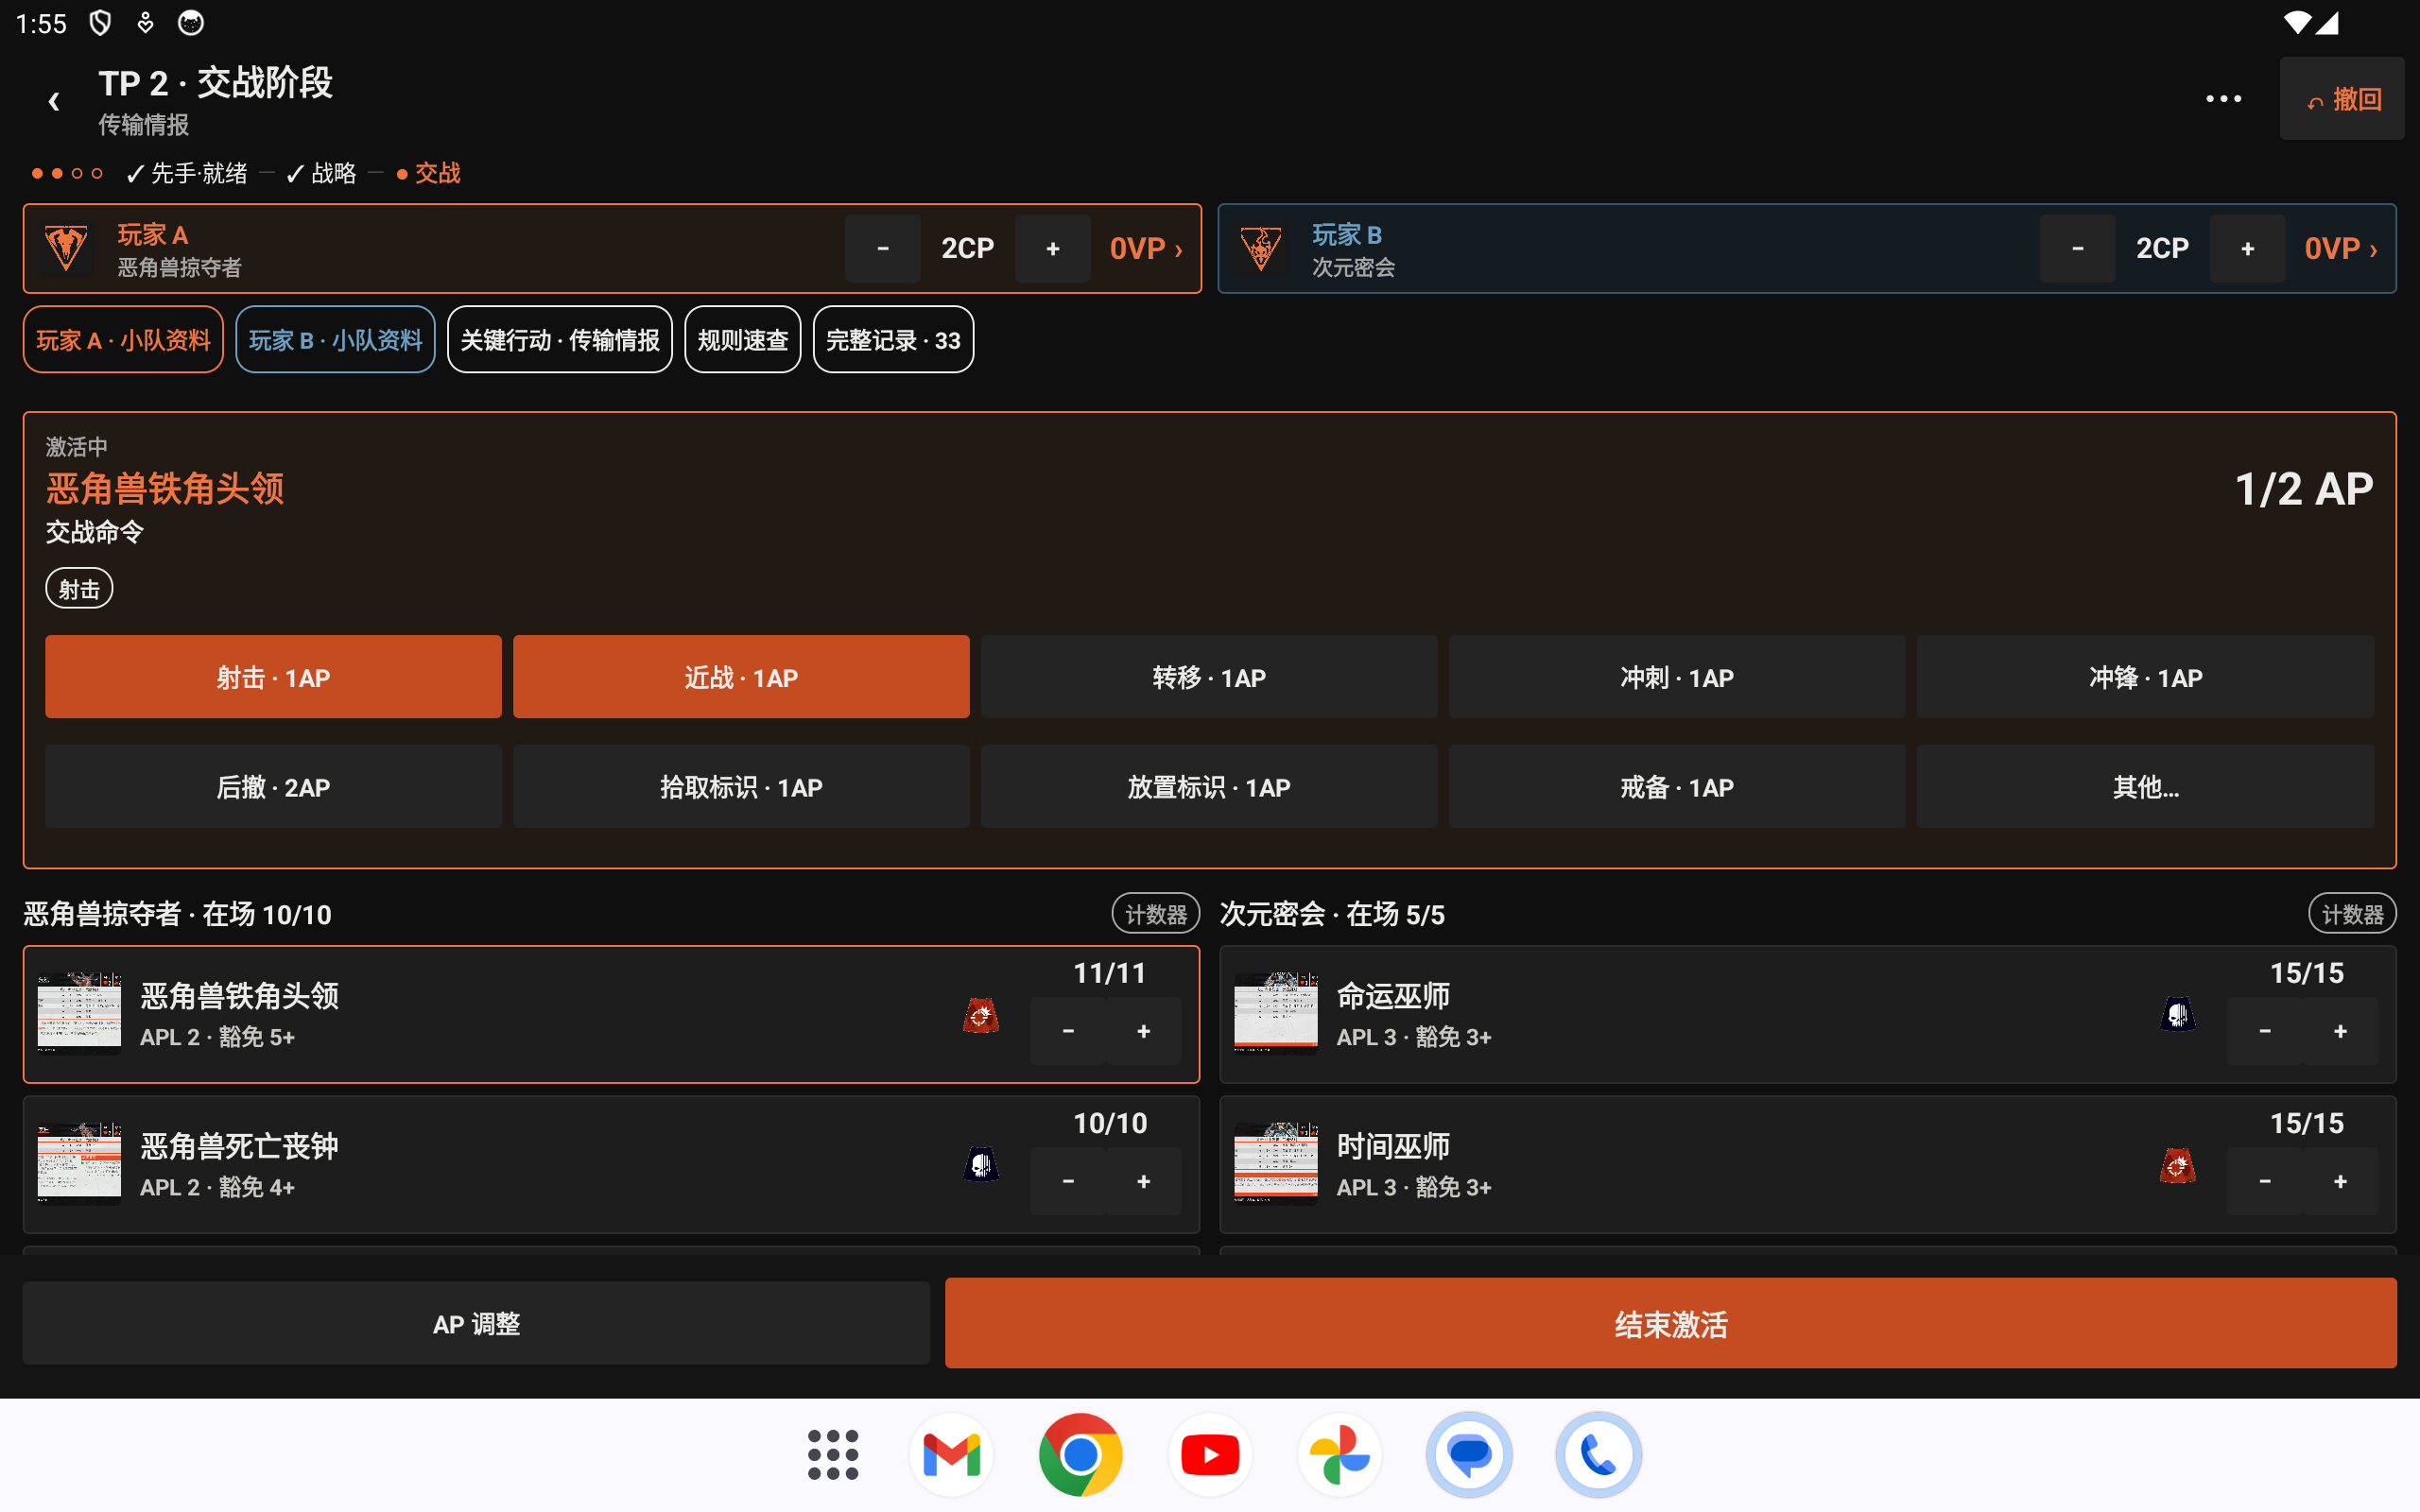 1:55
TP 2 · 交战阶段
传输情报
撤回
✓先手·就绪 — ✓战略 — 交战
玩家 A
恶角兽掠夺者
－ 2CP + 0VP ›
玩家 B
次元密会
－ 2CP + 0VP ›
玩家 A · 小队资料
玩家 B · 小队资料
关键行动 · 传输情报
规则速查
完整记录 · 33
激活中
恶角兽铁角头领
1/2 AP
交战命令
射击
射击 · 1AP
近战 · 1AP
转移 · 1AP
冲刺 · 1AP
冲锋 · 1AP
后撤 · 2AP
拾取标识 · 1AP
放置标识 · 1AP
戒备 · 1AP
其他...
恶角兽掠夺者 · 在场 10/10
计数器
次元密会 · 在场 5/5
计数器
恶角兽铁角头领
APL 2 · 豁免 5+
11/11
－ +
命运巫师
APL 3 · 豁免 3+
15/15
－ +
恶角兽死亡丧钟
APL 2 · 豁免 4+
10/10
－ +
时间巫师
APL 3 · 豁免 3+
15/15
－ +
AP 调整
结束激活